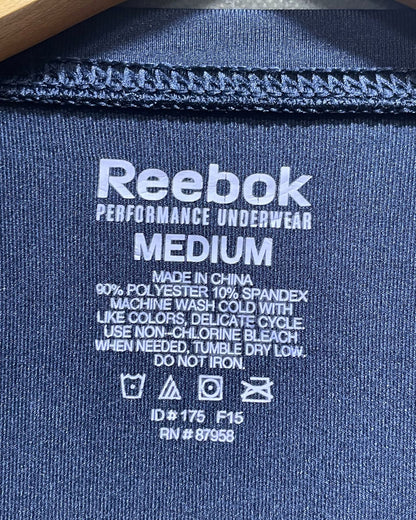 Reebok
PERFORMANCE UNDERWEAR
MEDIUM
MADE IN CHINA
90% POLYESTER 10% SPANDEX
MACHINE WASH COLD WITH
LIKE COLORS, DELICATE CYCLE.
USE NON-CHLORINE BLEACH
WHEN NEEDED, TUMBLE DRY LOW.
DO NOT IRON.
ID # 175 F15
RN # 87958